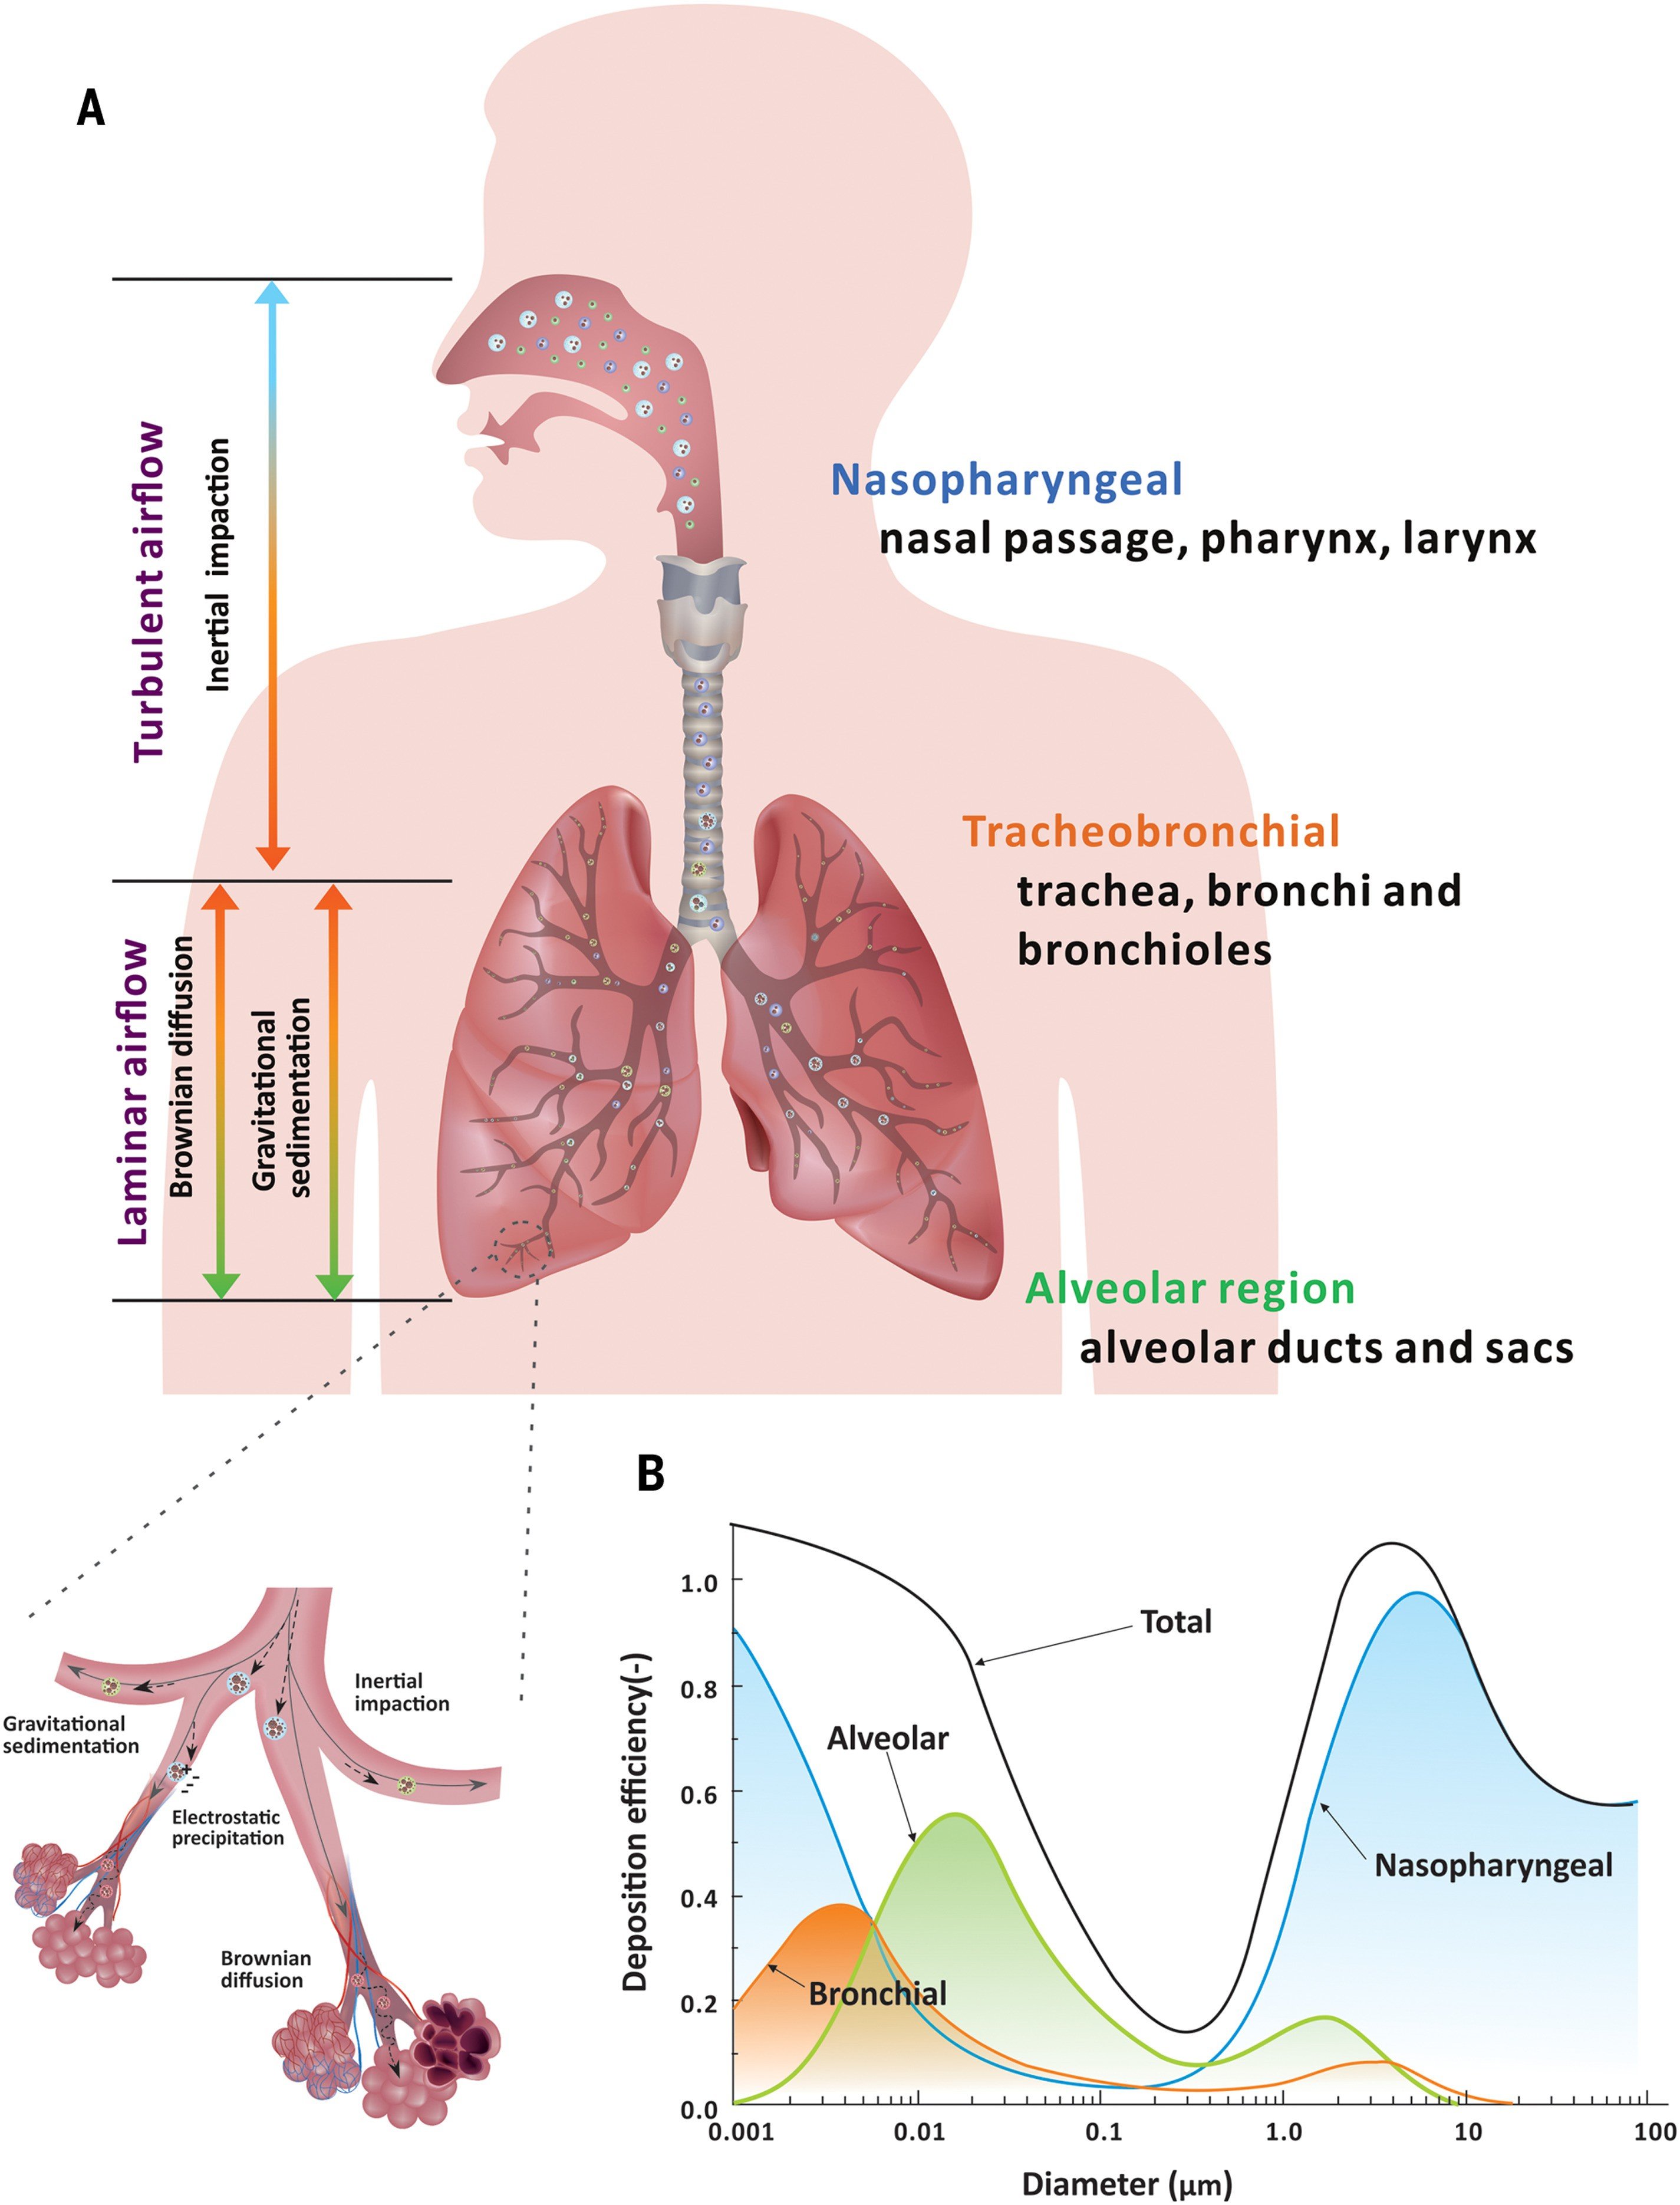 A
Turbulent airflow
Inertial impaction
Nasopharyngeal
nasal passage, pharynx, larynx
Tracheobronchial
trachea, bronchi and
bronchioles
Laminar airflow
Brownian diffusion
Gravitational
sedimentation
Alveolar region
alveolar ducts and sacs
Inertial
impaction
Gravitational
sedimentation
+
- - -
Electrostatic
precipitation
Brownian
diffusion
B
Deposition efficiency(-)
1.0
0.8
0.6
0.4
0.2
0.0
Total
Alveolar
Nasopharyngeal
Bronchial
0.001
0.01
0.1
1.0
10
100
Diameter (μm)